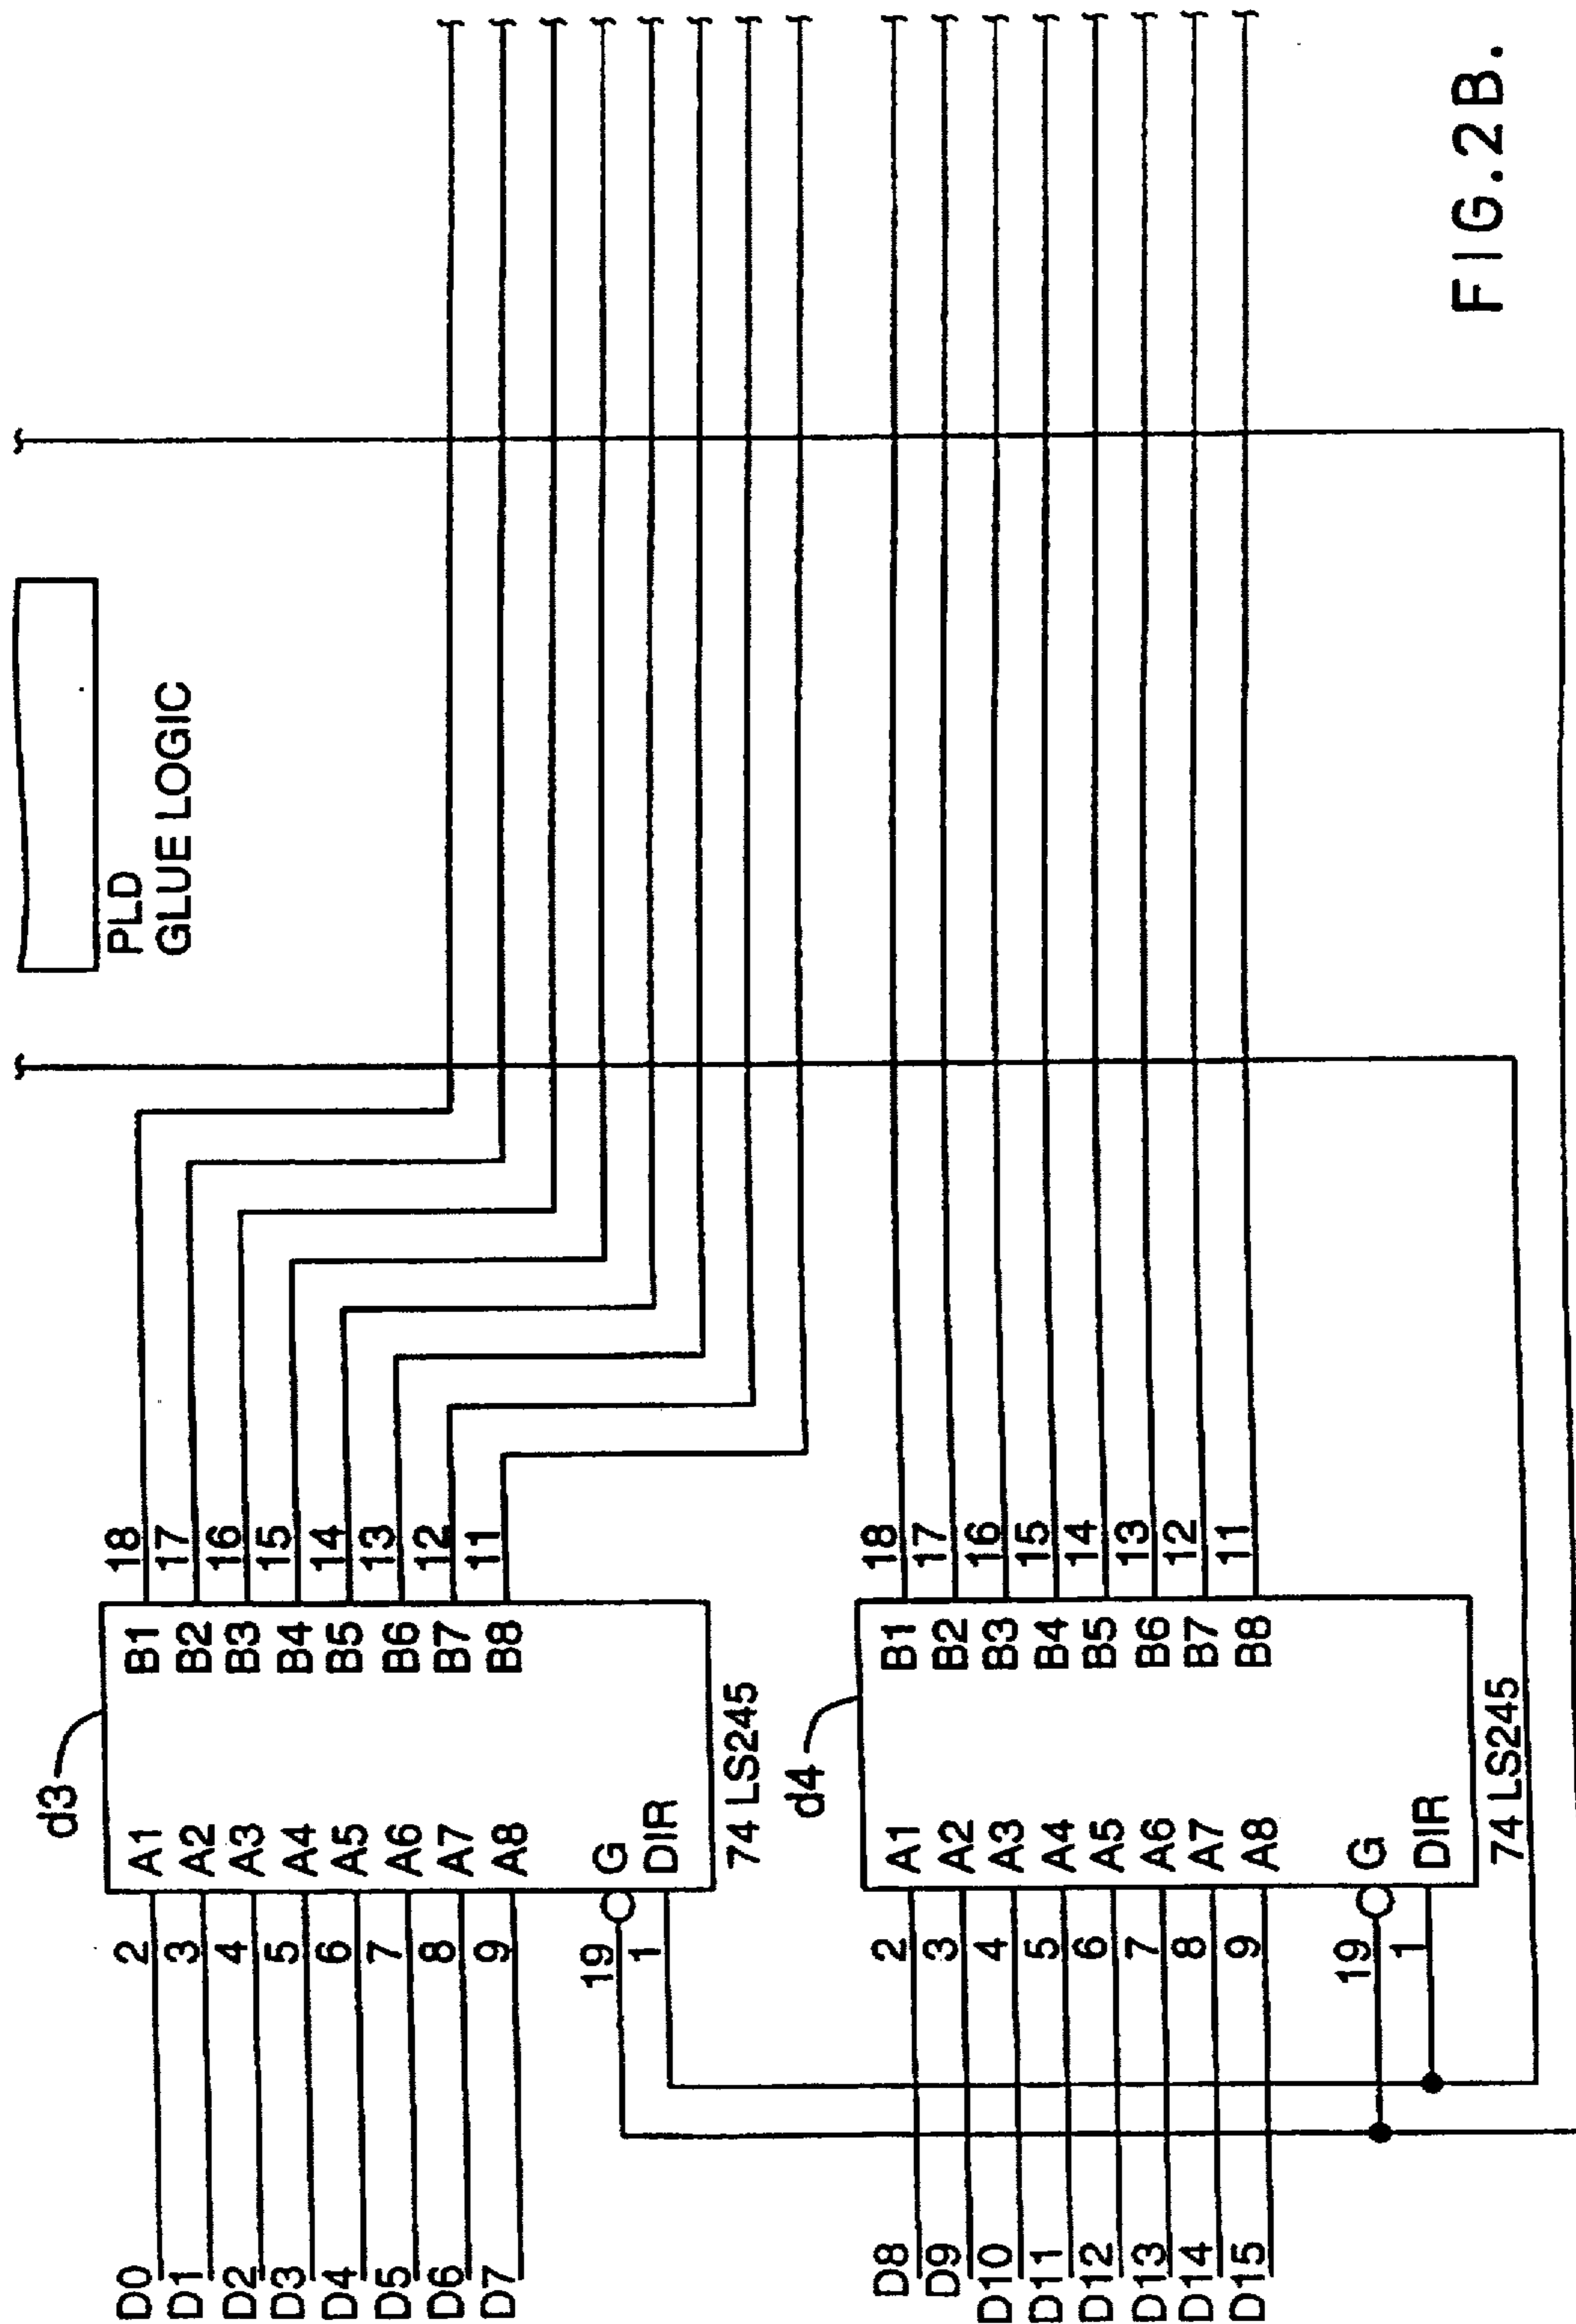 PLD
GLUE LOGIC
d3
D0 2 A1 B1 18
D1 3 A2 B2 17
D2 4 A3 B3 16
D3 5 A4 B4 15
D4 6 A5 B5 14
D5 7 A6 B6 13
D6 8 A7 B7 12
D7 9 A8 B8 11
19 G
1 DIR
74 LS245
d4
D8 2 A1 B1 18
D9 3 A2 B2 17
D10 4 A3 B3 16
D11 5 A4 B4 15
D12 6 A5 B5 14
D13 7 A6 B6 13
D14 8 A7 B7 12
D15 9 A8 B8 11
19 G
1 DIR
74 LS245
FIG.2B.